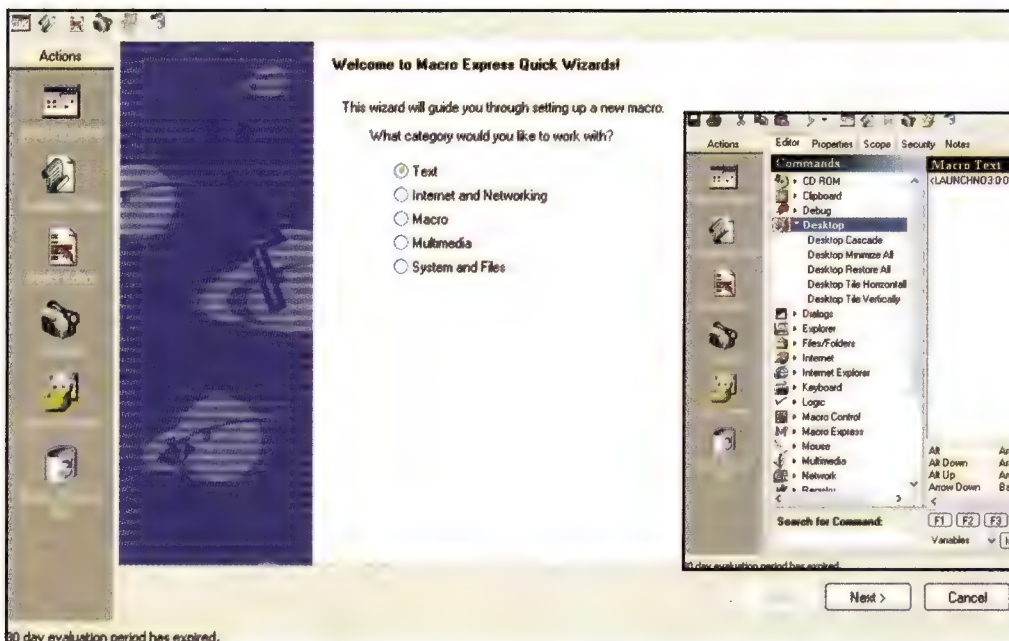 Actions
Welcome to Macro Express Quick Wizards!
This wizard will guide you through setting up a new macro.
What category would you like to work with?
Text
Internet and Networking
Macro
Multimedia
System and Files
Actions
Editor Properties Scope Security Notes
Commands
CD ROM
Clipboard
Debug
Desktop
Desktop Cascade
Desktop Minimize All
Desktop Restore All
Desktop Tile Horizontall
Desktop Tile Vertically
Dialogs
Explorer
Files/Folders
Internet
Internet Explorer
Keyboard
Logic
Macro Control
Macro Express
Mouse
Multimedia
Network
Search for Command:
Macro Text
<LAUNCHNO3:0:0
Alt
Alt Down
Alt Up
Arrow Down
F1 F2 F3
Variables
30 day evaluation period has expired.
Next > Cancel
30 day evaluation period has expired.